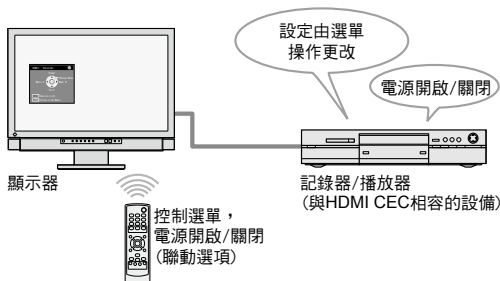 設定由選單
操作更改
電源開啟/關閉
顯示器
記錄器/播放器
(與HDMI CEC相容的設備)
控制選單，
電源開啟/關閉
(聯動選項)